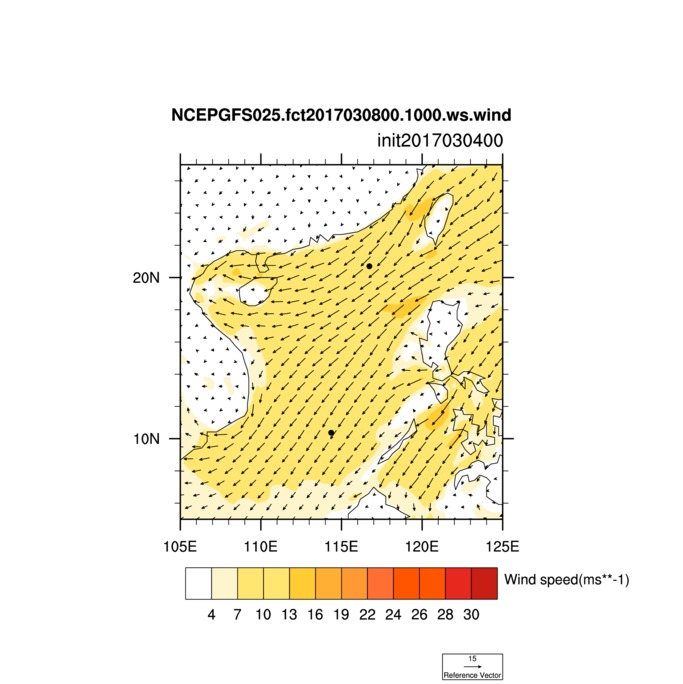 NCEPGFS025.fct2017030800.1000.ws.wind
init2017030400
20N
10N
105E 110E 115E 120E 125E
Wind speed(ms**-1)
4 7 10 13 16 19 22 24 26 28 30
15
Reference Vector